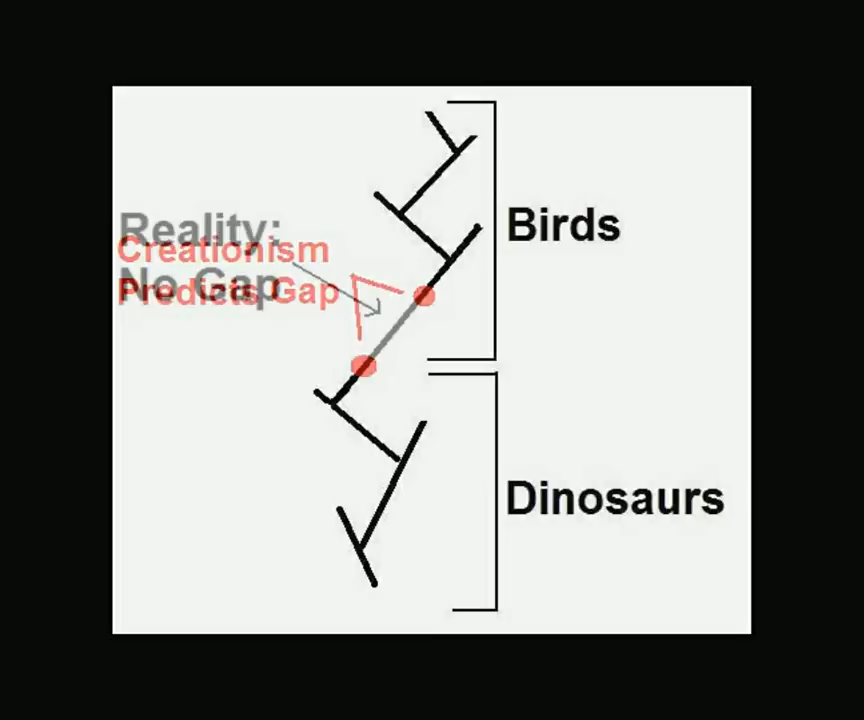 Reality:
No Gap
Creationism
Predicts Gap
Birds
Dinosaurs